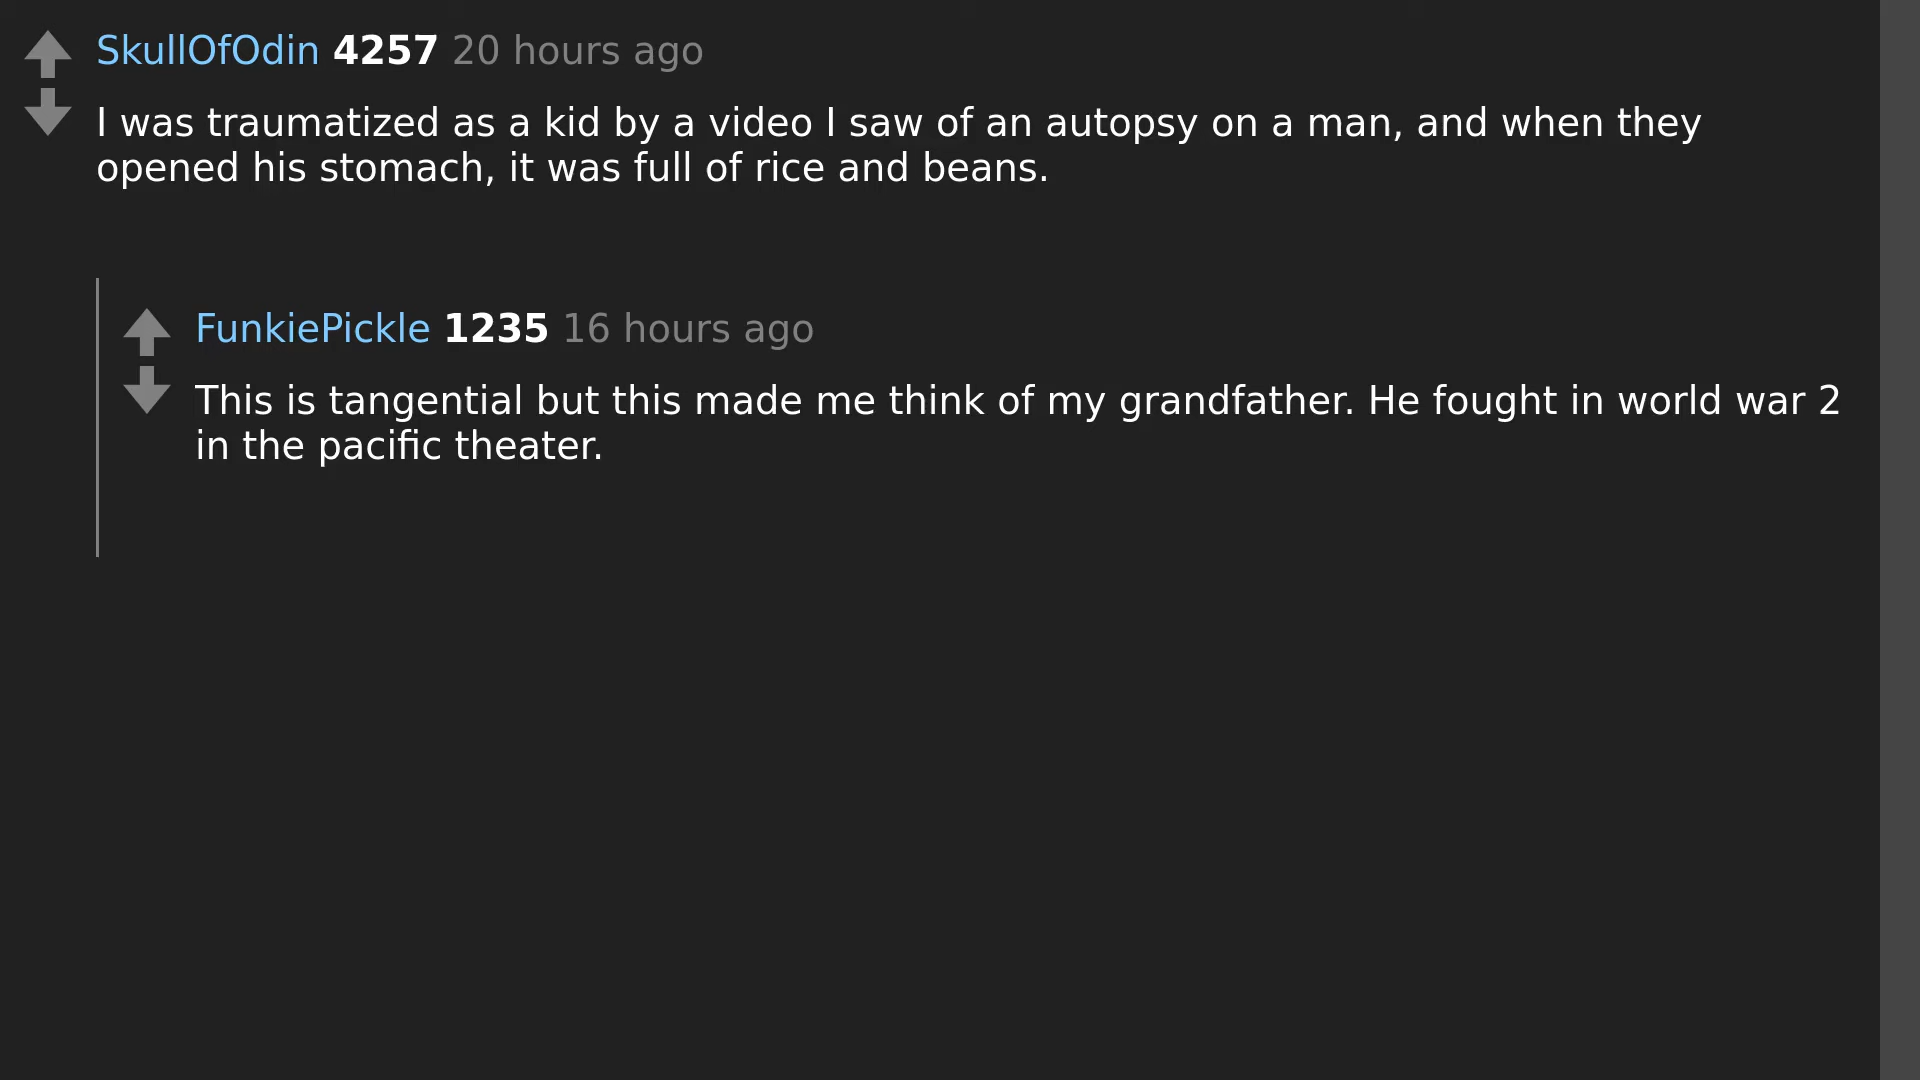 SkullOfOdin 4257 20 hours ago
I was traumatized as a kid by a video I saw of an autopsy on a man, and when they
opened his stomach, it was full of rice and beans.
FunkiePickle 1235 16 hours ago
This is tangential but this made me think of my grandfather. He fought in world war 2
in the pacific theater.